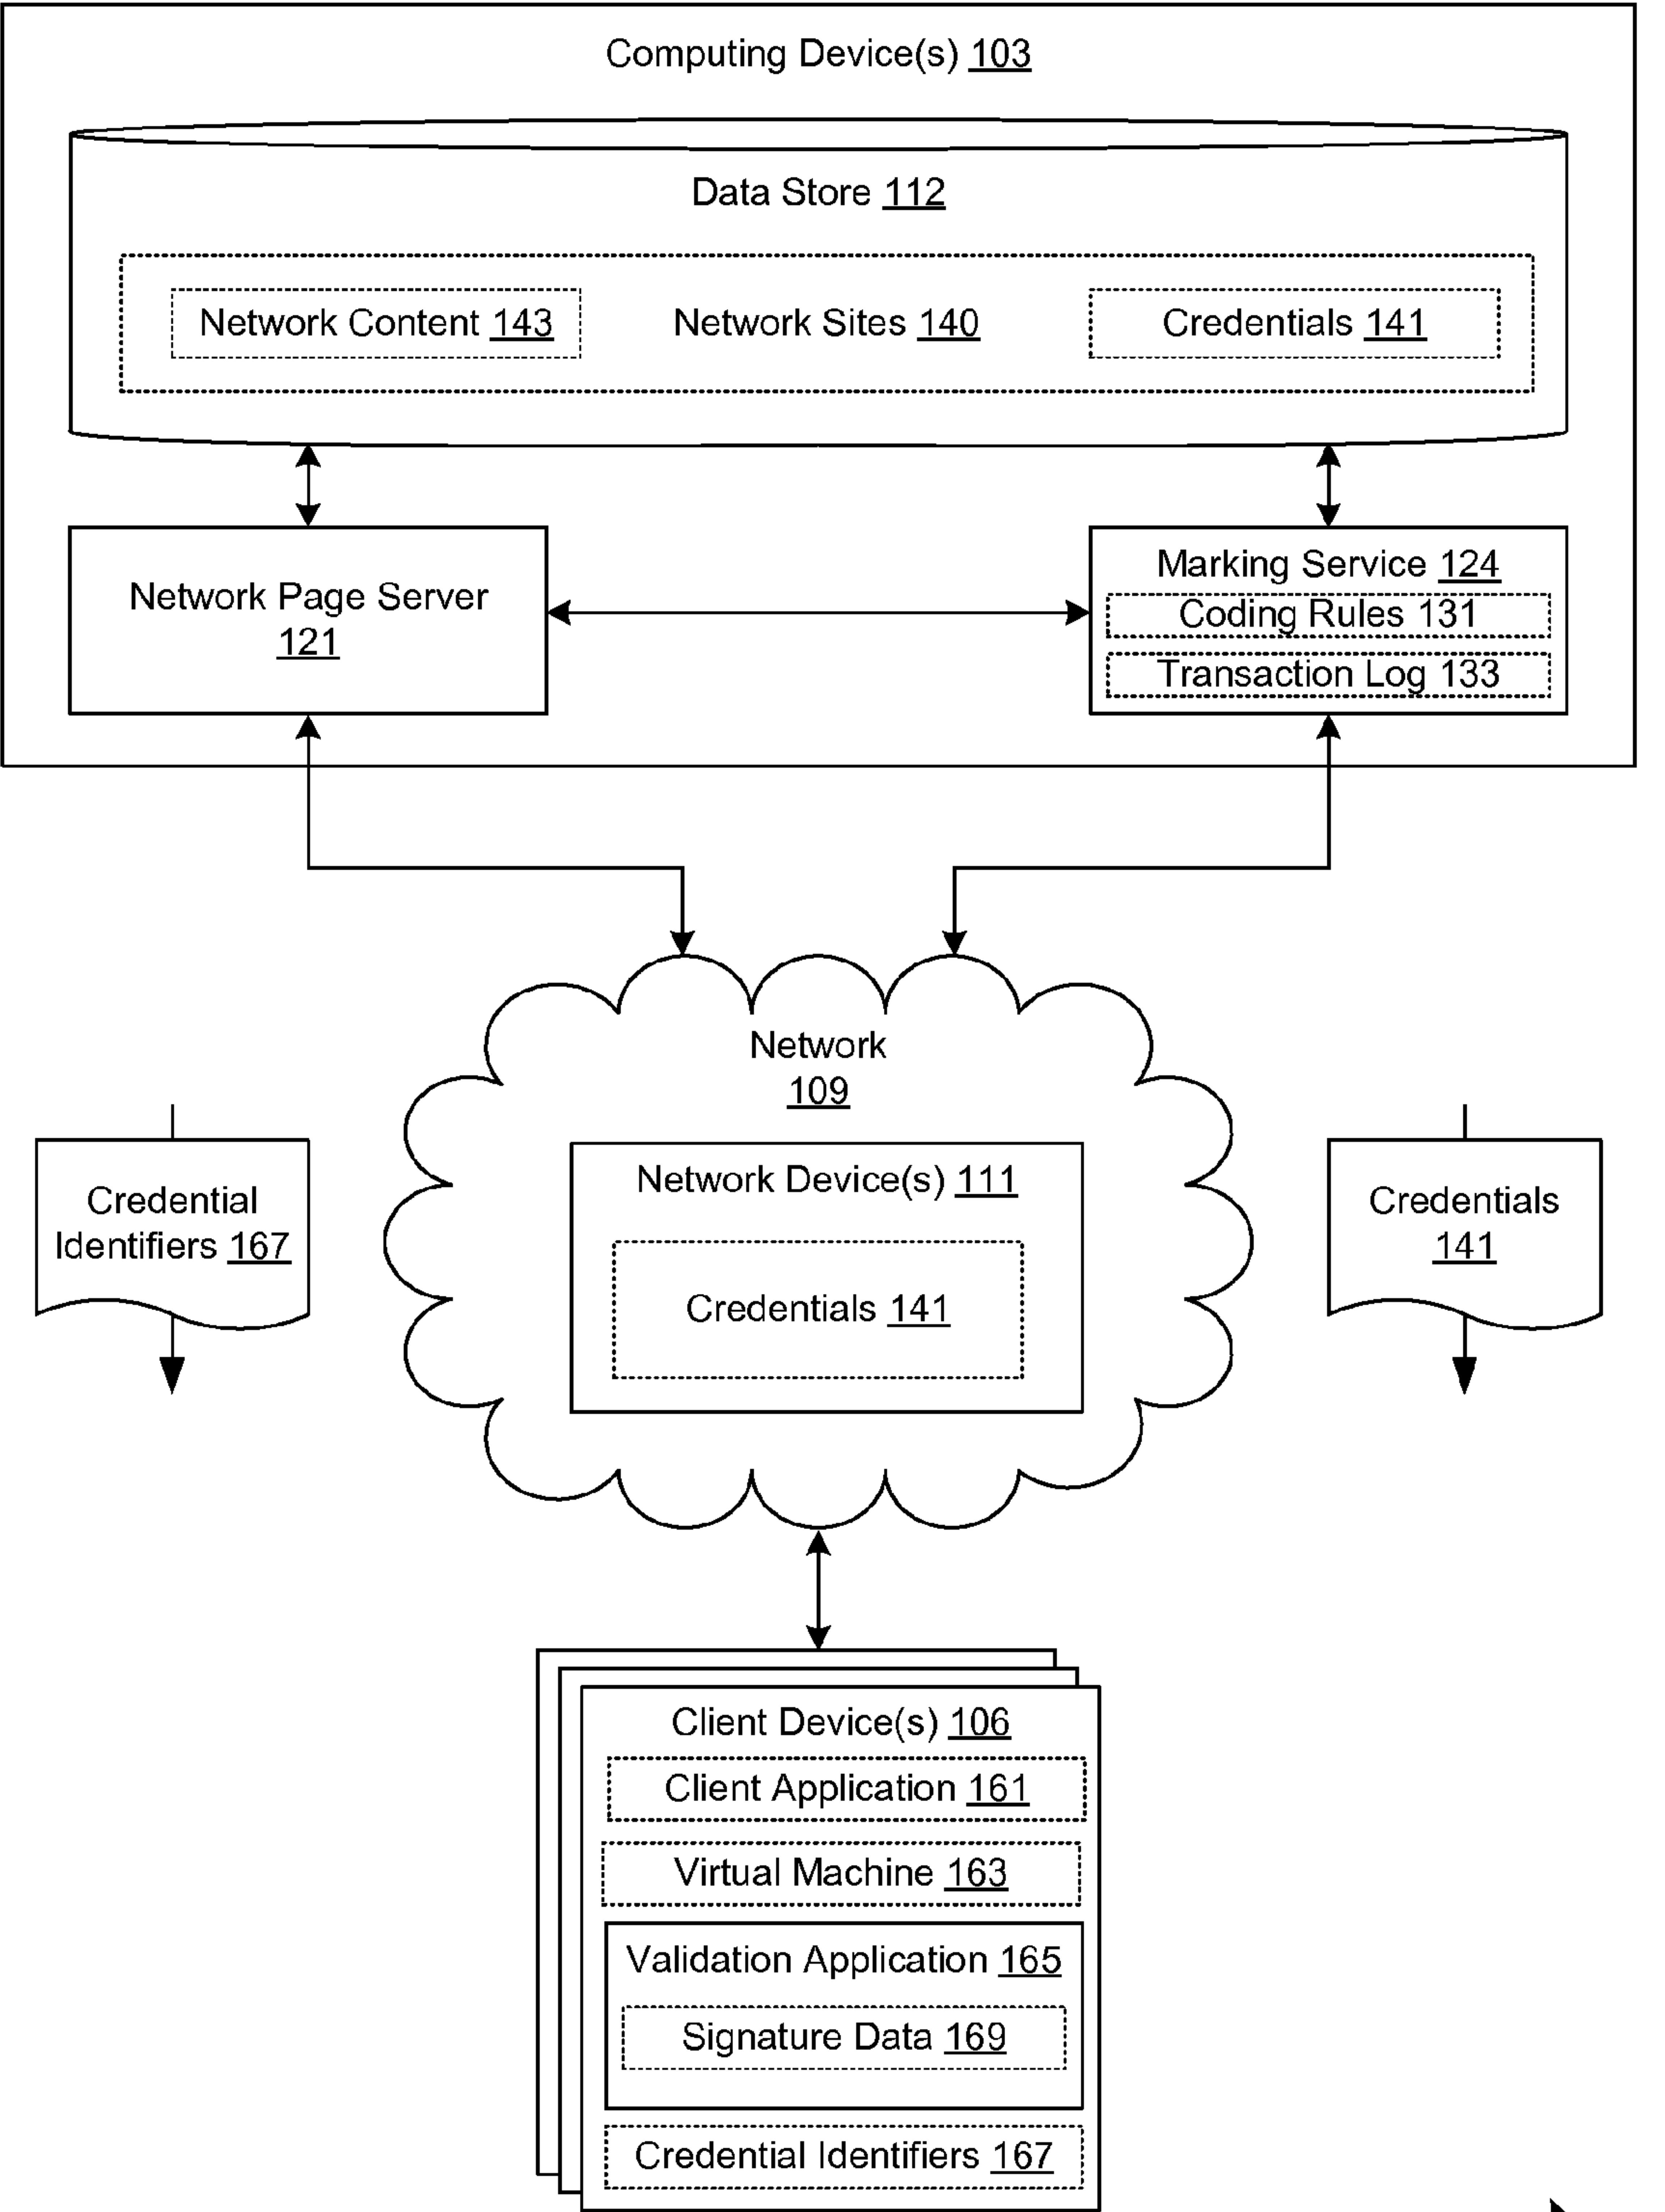 Computing Device(s) 103
Data Store 112
Network Content 143
Network Sites 140
Credentials 141
Network Page Server
121
Marking Service 124
Coding Rules 131
Transaction Log 133
Network
109
Credential
Identifiers 167
Network Device(s) 111
Credentials 141
Credentials
141
Client Device(s) 106
Client Application 161
Virtual Machine 163
Validation Application 165
Signature Data 169
Credential Identifiers 167